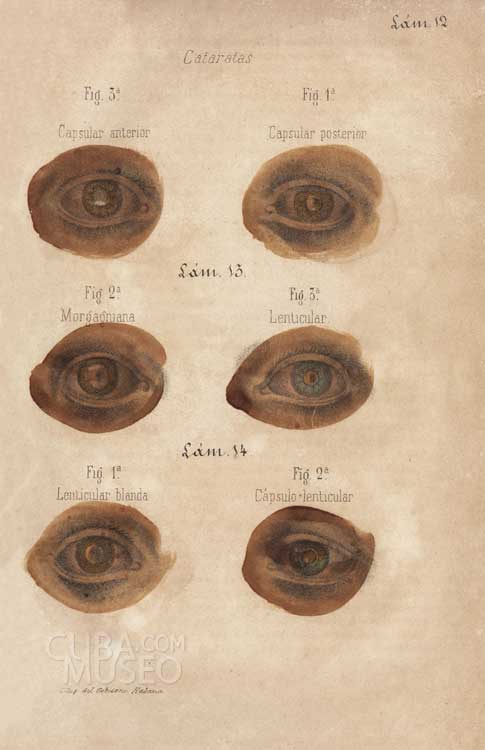 Lám. 12
Cataratas
Fig. 3ª. Fig. 1ª
Capsular anterior Capsular posterior
Lám. 13.
Fig. 2ª Fig. 3ª.
Morgagniana Lenticular.
Lám. 14.
Fig. 1ª Fig. 2ª
Lenticular blanda Cápsulo-lenticular
CUBA.COM
MUSEO
del Gobierno Habana